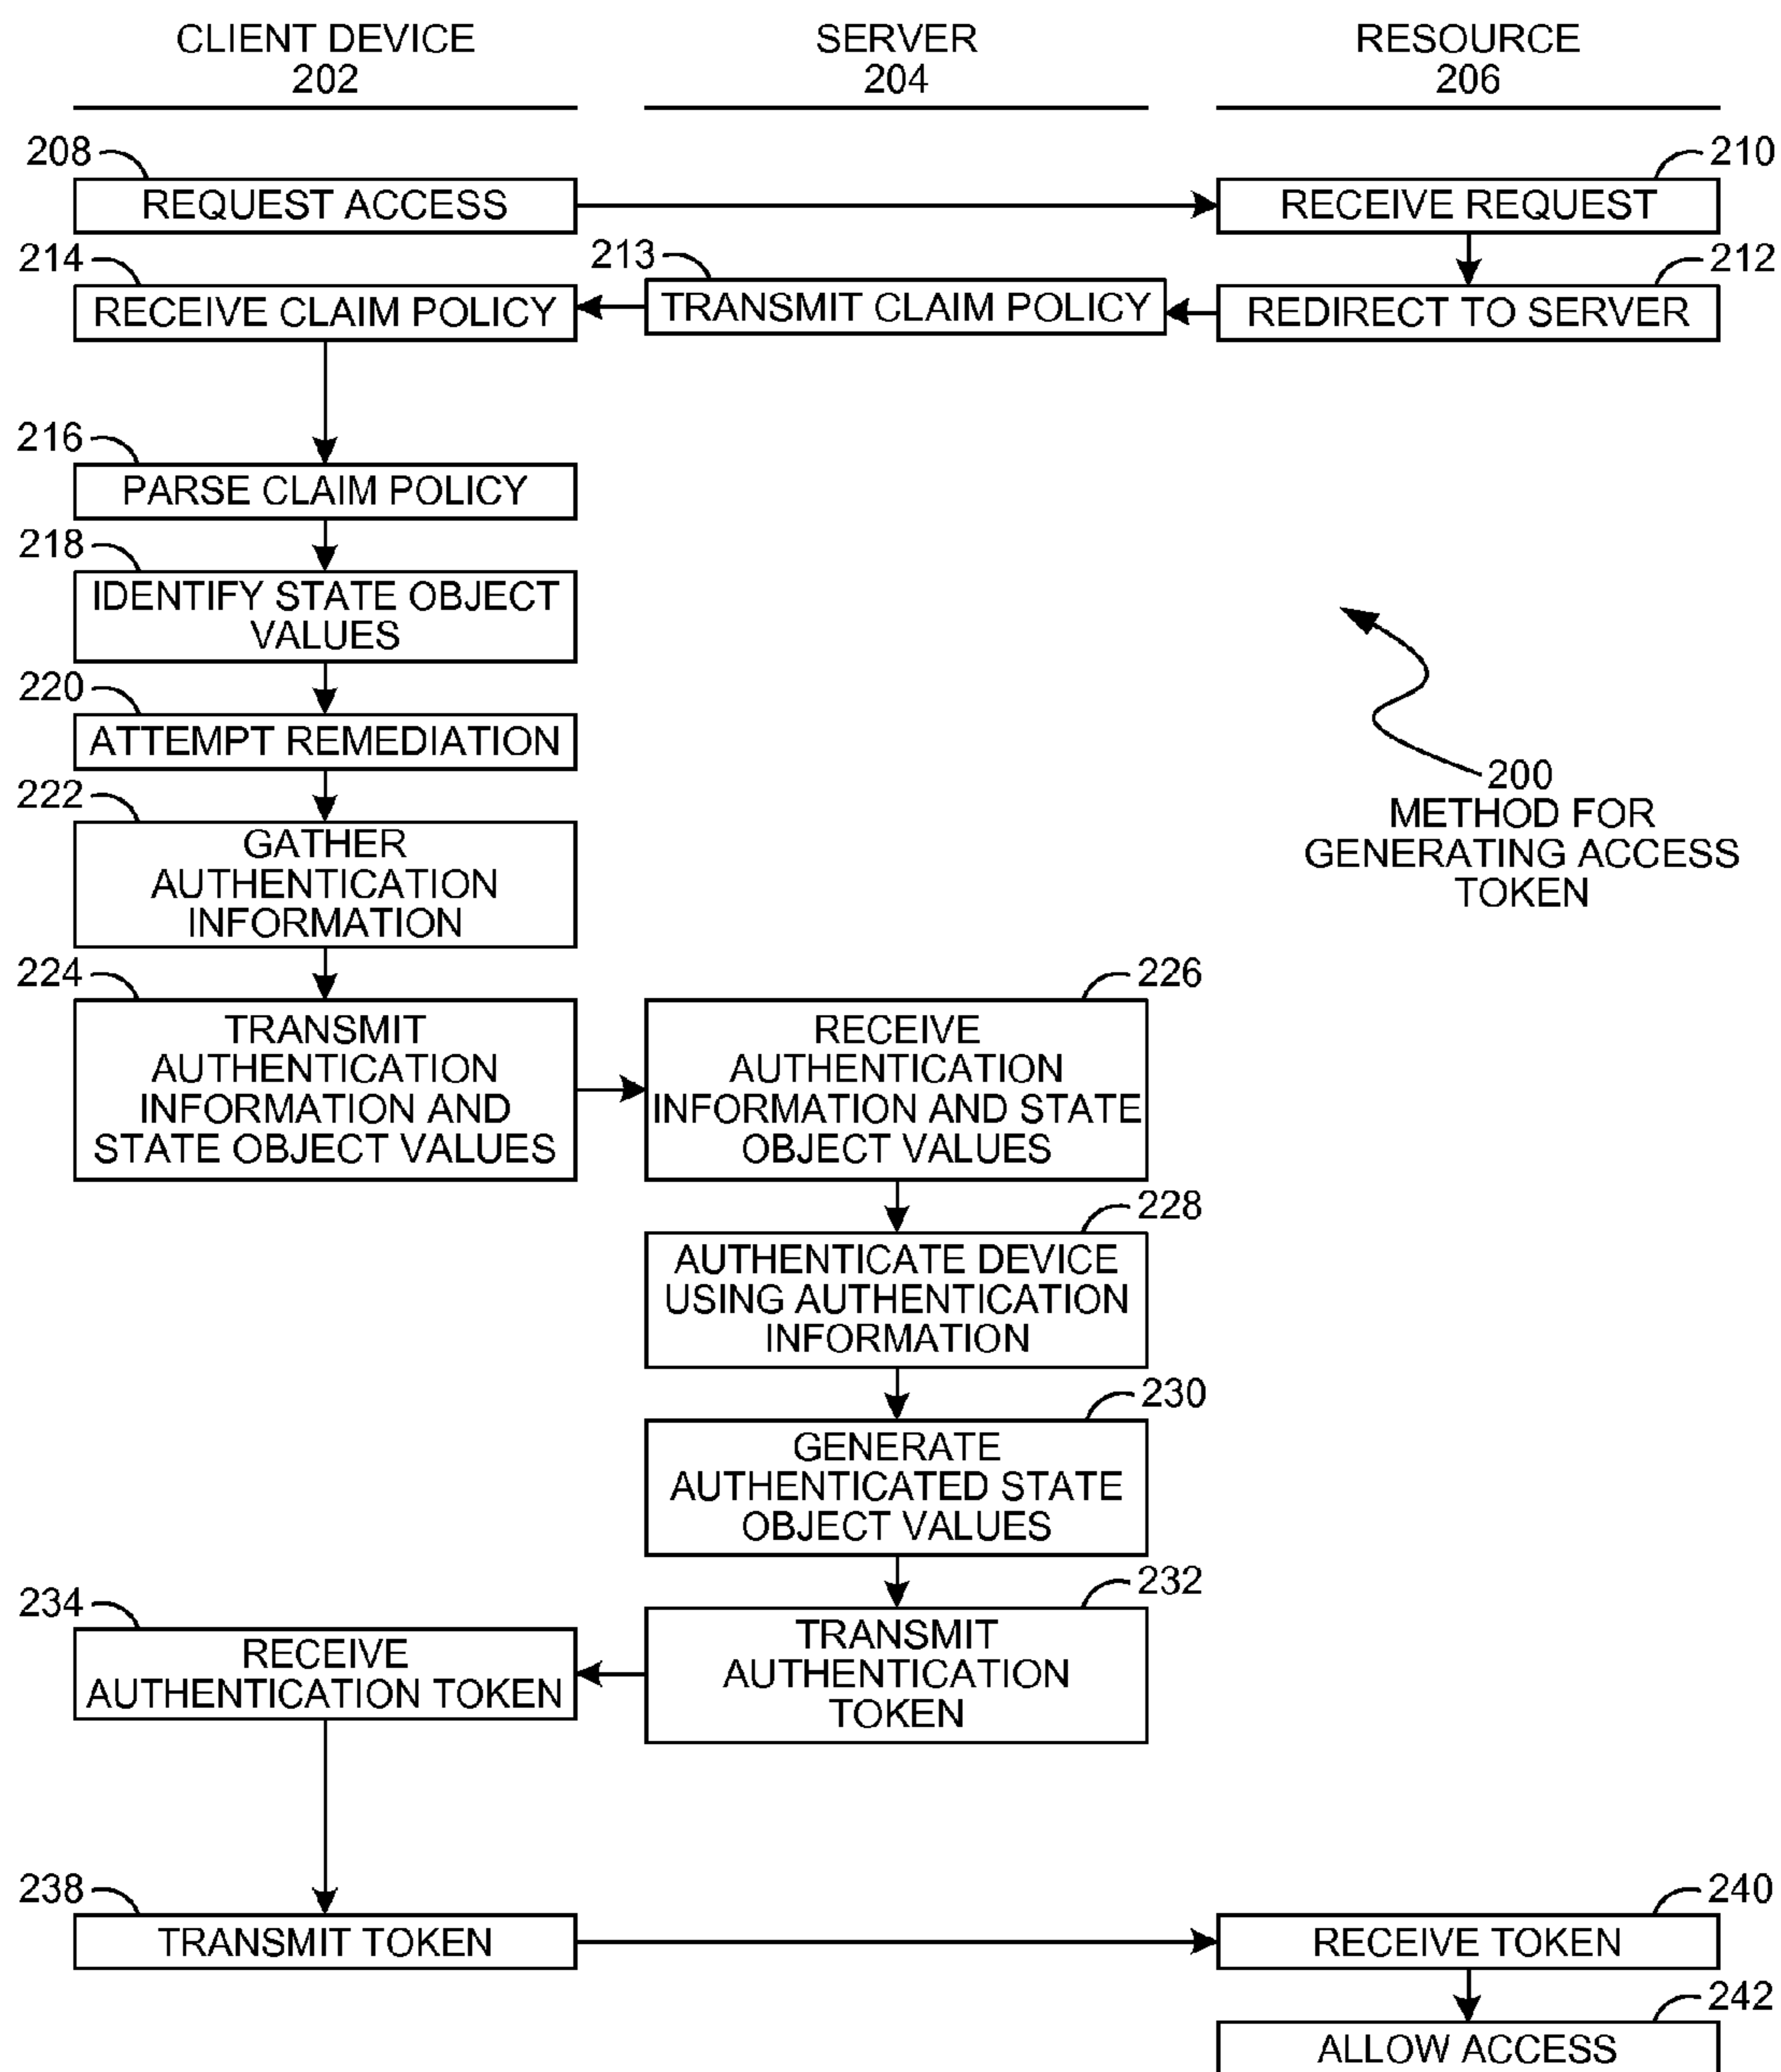 CLIENT DEVICE
202
SERVER
204
RESOURCE
206
208
REQUEST ACCESS
210
RECEIVE REQUEST
214
RECEIVE CLAIM POLICY
213
TRANSMIT CLAIM POLICY
212
REDIRECT TO SERVER
216
PARSE CLAIM POLICY
218
IDENTIFY STATE OBJECT
VALUES
220
ATTEMPT REMEDIATION
200
METHOD FOR
GENERATING ACCESS
TOKEN
222
GATHER
AUTHENTICATION
INFORMATION
224
TRANSMIT
AUTHENTICATION
INFORMATION AND
STATE OBJECT VALUES
226
RECEIVE
AUTHENTICATION
INFORMATION AND STATE
OBJECT VALUES
228
AUTHENTICATE DEVICE
USING AUTHENTICATION
INFORMATION
230
GENERATE
AUTHENTICATED STATE
OBJECT VALUES
232
TRANSMIT
AUTHENTICATION
TOKEN
234
RECEIVE
AUTHENTICATION TOKEN
238
TRANSMIT TOKEN
240
RECEIVE TOKEN
242
ALLOW ACCESS